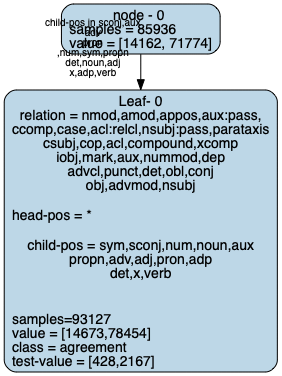 node - 0
child-pos in sconj,aux
samples = 85936
value = [14162, 71774]
,num,sym,propn
det,noun,adj
x,adp,verb
Leaf- 0
relation = nmod,amod,appos,aux:pass,
ccomp,case,acl:relcl,nsubj:pass,parataxis
csubj,cop,acl,compound,xcomp
iobj,mark,aux,nummod,dep
advcl,punct,det,obl,conj
obj,advmod,nsubj
head-pos = *
child-pos = sym,sconj,num,noun,aux
propn,adv,adj,pron,adp
det,x,verb
samples=93127
value = [14673,78454]
class = agreement
test-value = [428,2167]